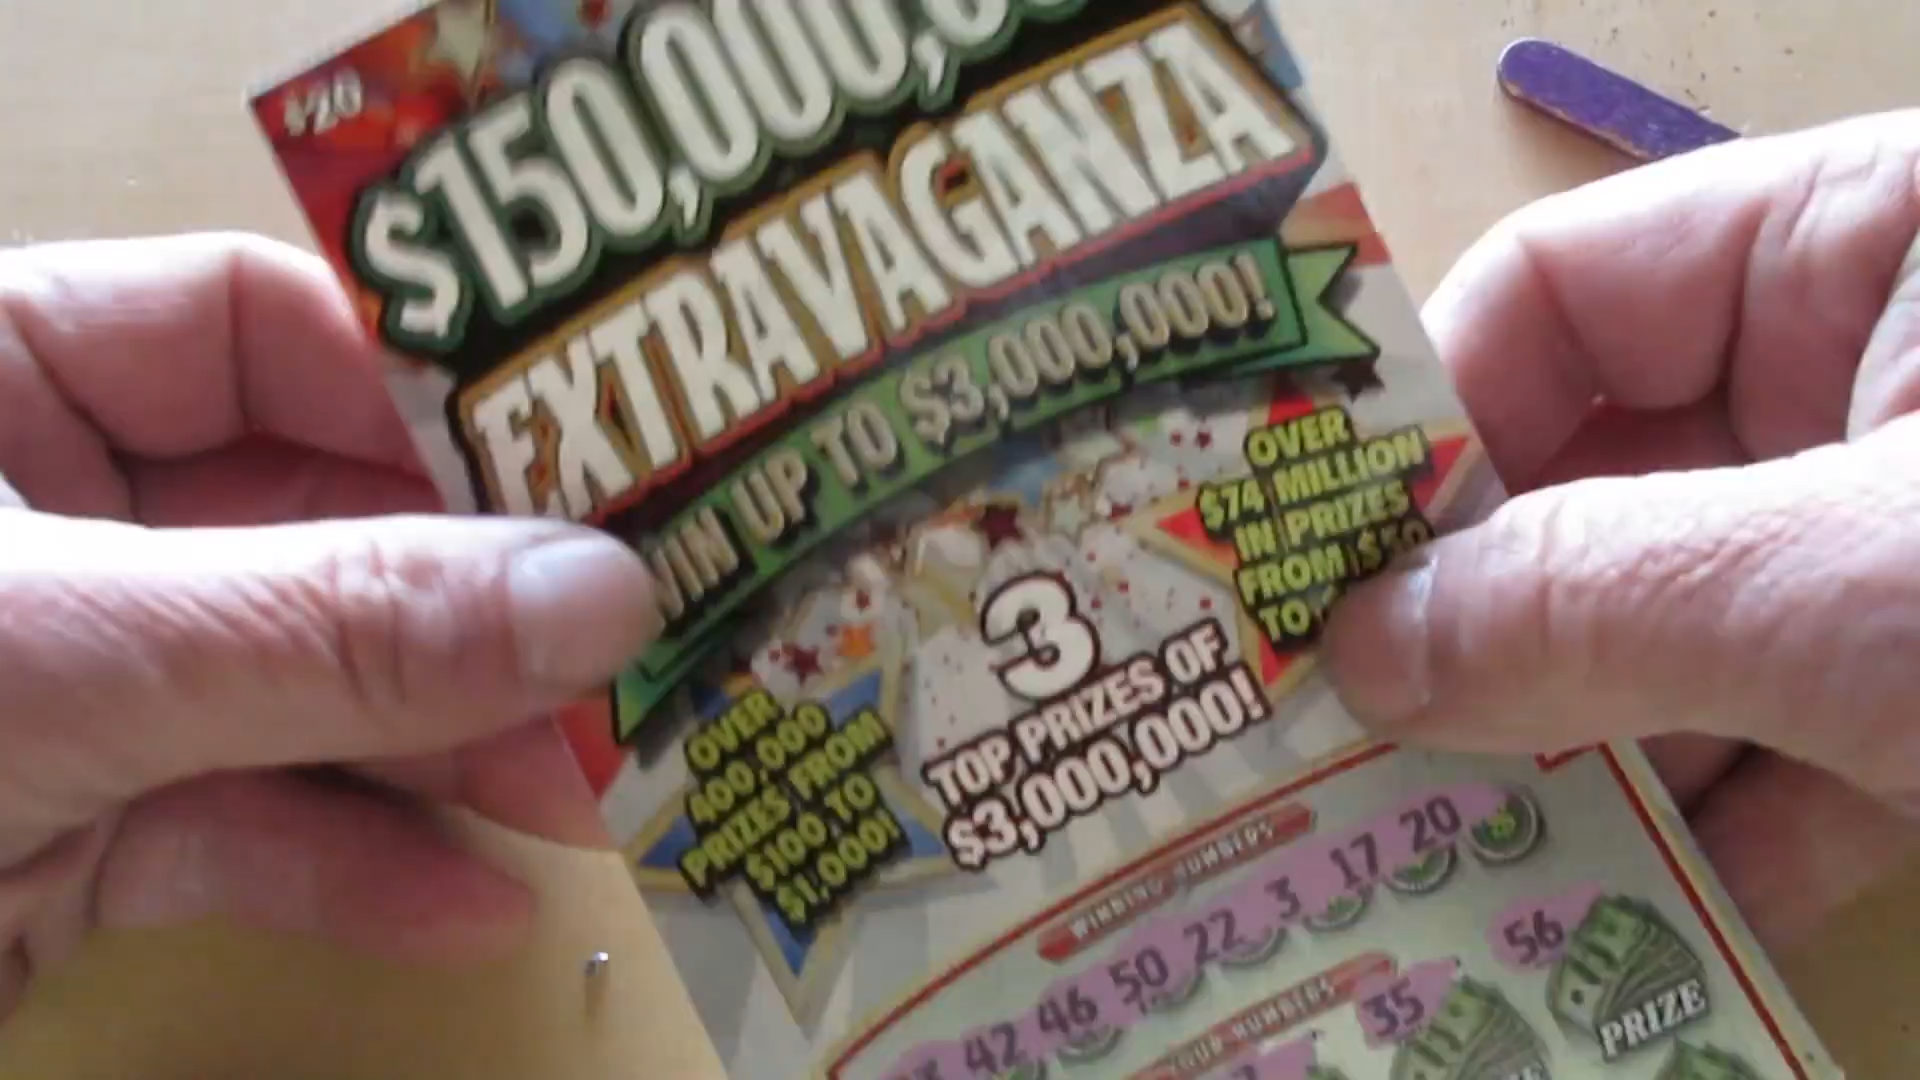 $20
$150,000,0
EXTRAVAGANZA
WIN UP TO $3,000,000!
OVER
$74 MILLION
IN PRIZES
FROM $50
TO
3
TOP PRIZES OF
$3,000,000!
OVER
400,000
PRIZES FROM
$100 TO
$1,000!
WINNING NUMBERS
42 46 50 22 3 17 20
YOUR NUMBERS
35
56
PRIZE